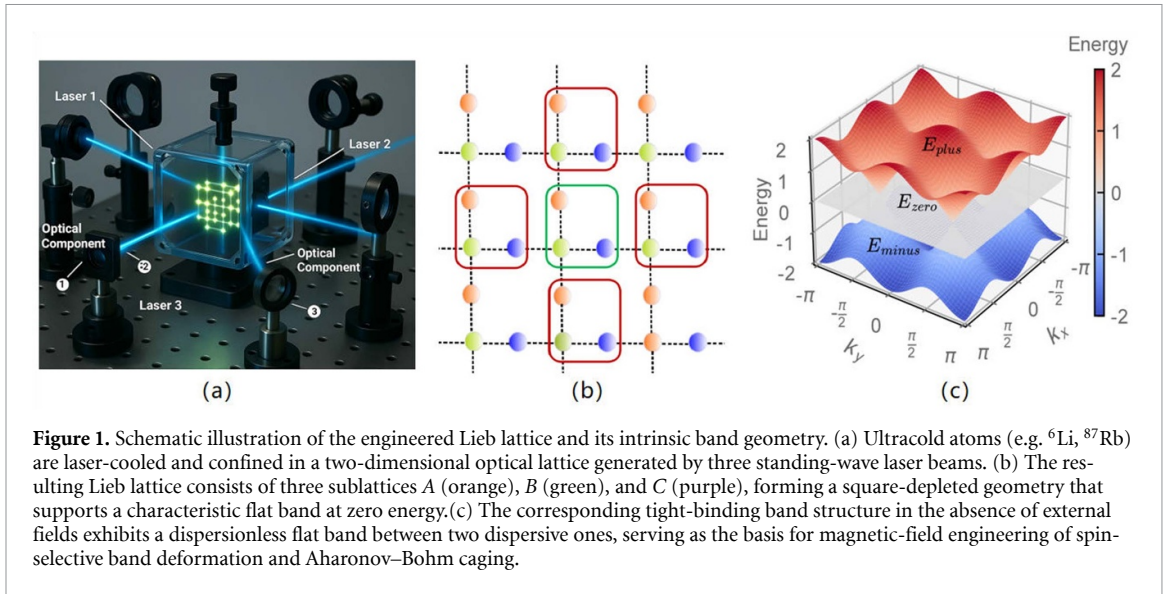 Laser 1
Laser 2
Optical
Component
1
2
Laser 3
Optical
Component
3
(a)
(b)
Energy
2
1
0
-1
-2
Energy
2
1
0
-1
-2
E_plus
E_zero
E_minus
-π
-π/2
0
π/2
π
k_y
π
π/2
0
-π/2
-π
k_x
(c)
Figure 1. Schematic illustration of the engineered Lieb lattice and its intrinsic band geometry. (a) Ultracold atoms (e.g. ⁶Li, ⁸⁷Rb)
are laser-cooled and confined in a two-dimensional optical lattice generated by three standing-wave laser beams. (b) The res-
ulting Lieb lattice consists of three sublattices A (orange), B (green), and C (purple), forming a square-depleted geometry that
supports a characteristic flat band at zero energy.(c) The corresponding tight-binding band structure in the absence of external
fields exhibits a dispersionless flat band between two dispersive ones, serving as the basis for magnetic-field engineering of spin-
selective band deformation and Aharonov–Bohm caging.